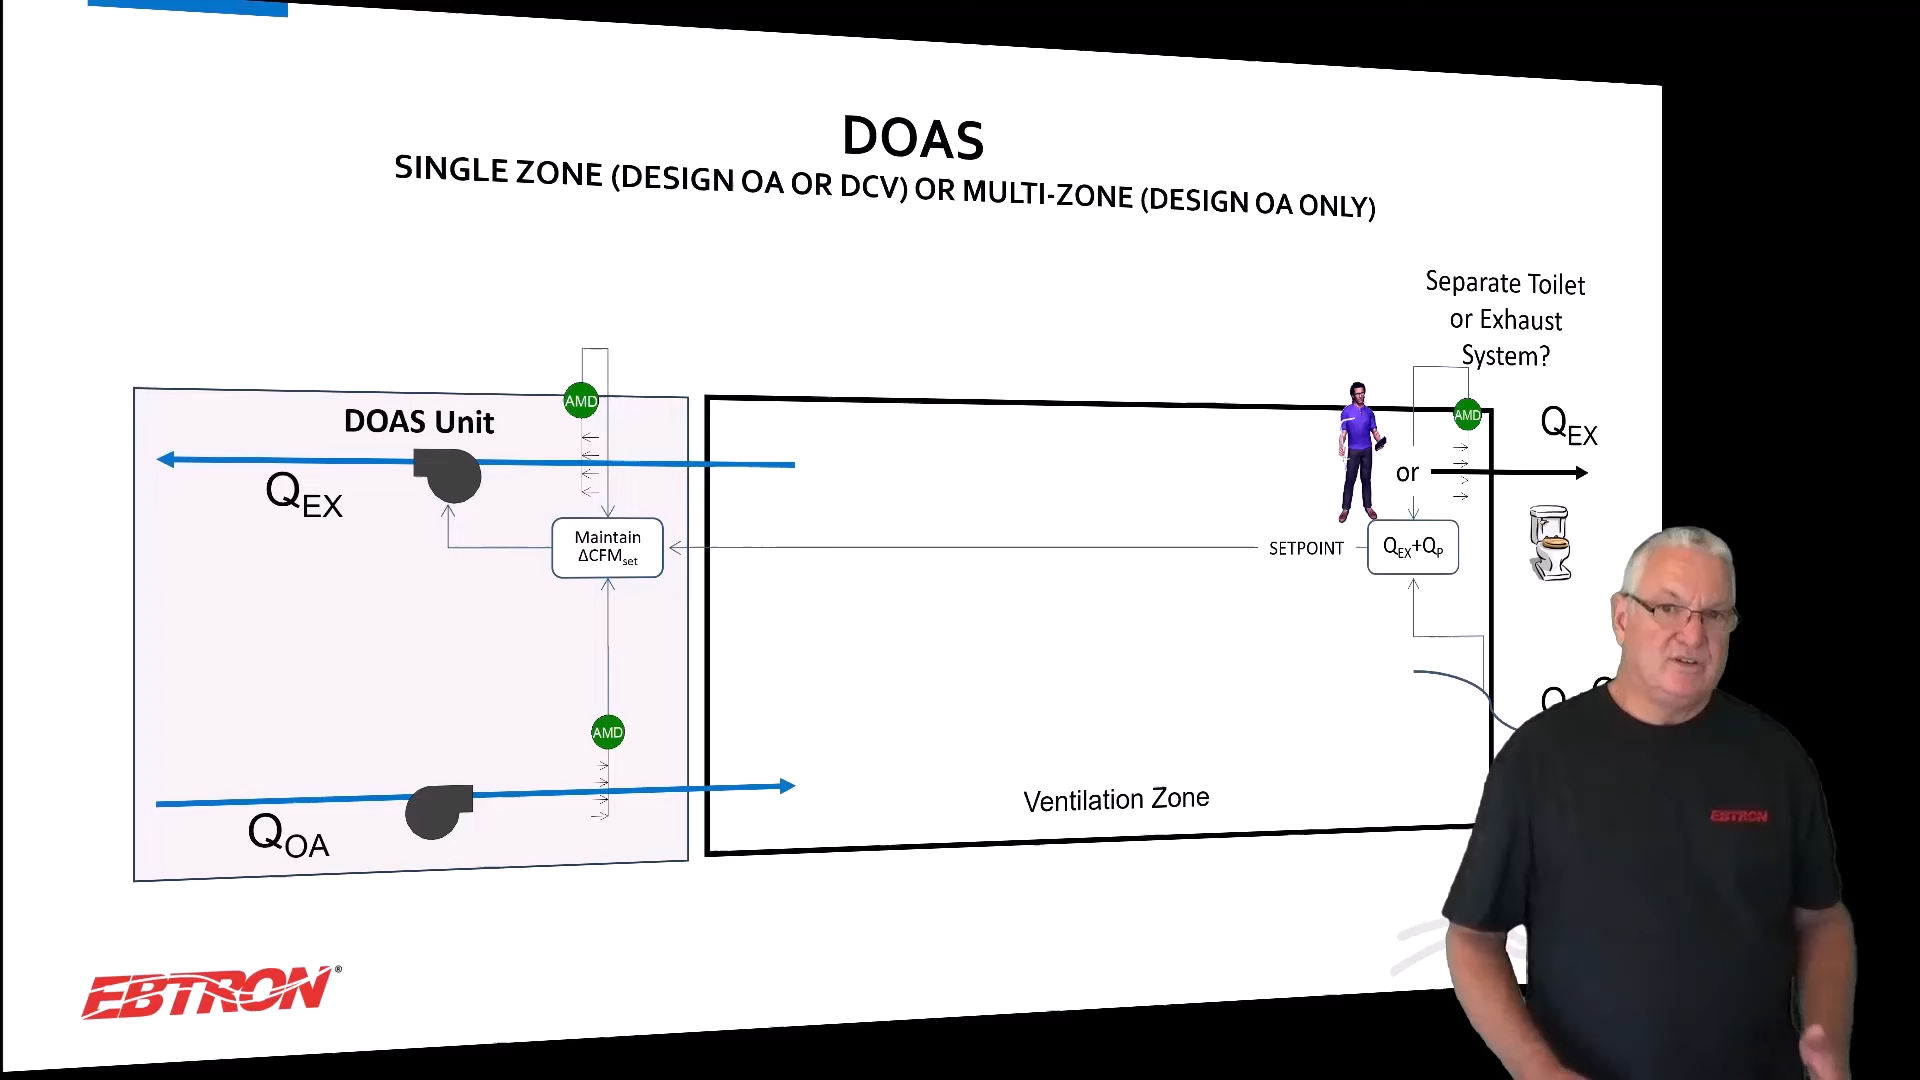 DOAS
SINGLE ZONE (DESIGN OA OR DCV) OR MULTI-ZONE (DESIGN OA ONLY)
Separate Toilet
or Exhaust
System?
AMD
DOAS Unit
AMD
QEX
QEX
or
Maintain
ΔCFMset
SETPOINT
QEX+QP
AMD
Ventilation Zone
QOA
EBTRON
EBTRON®